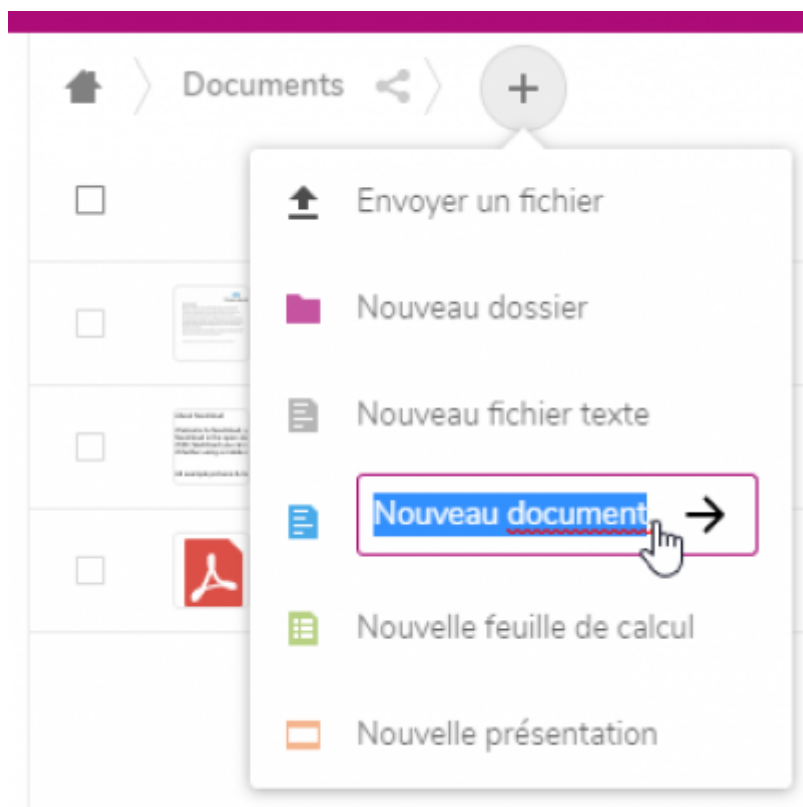 Documents
Envoyer un fichier
Nouveau dossier
Nouveau fichier texte
Nouveau document
Nouvelle feuille de calcul
Nouvelle présentation